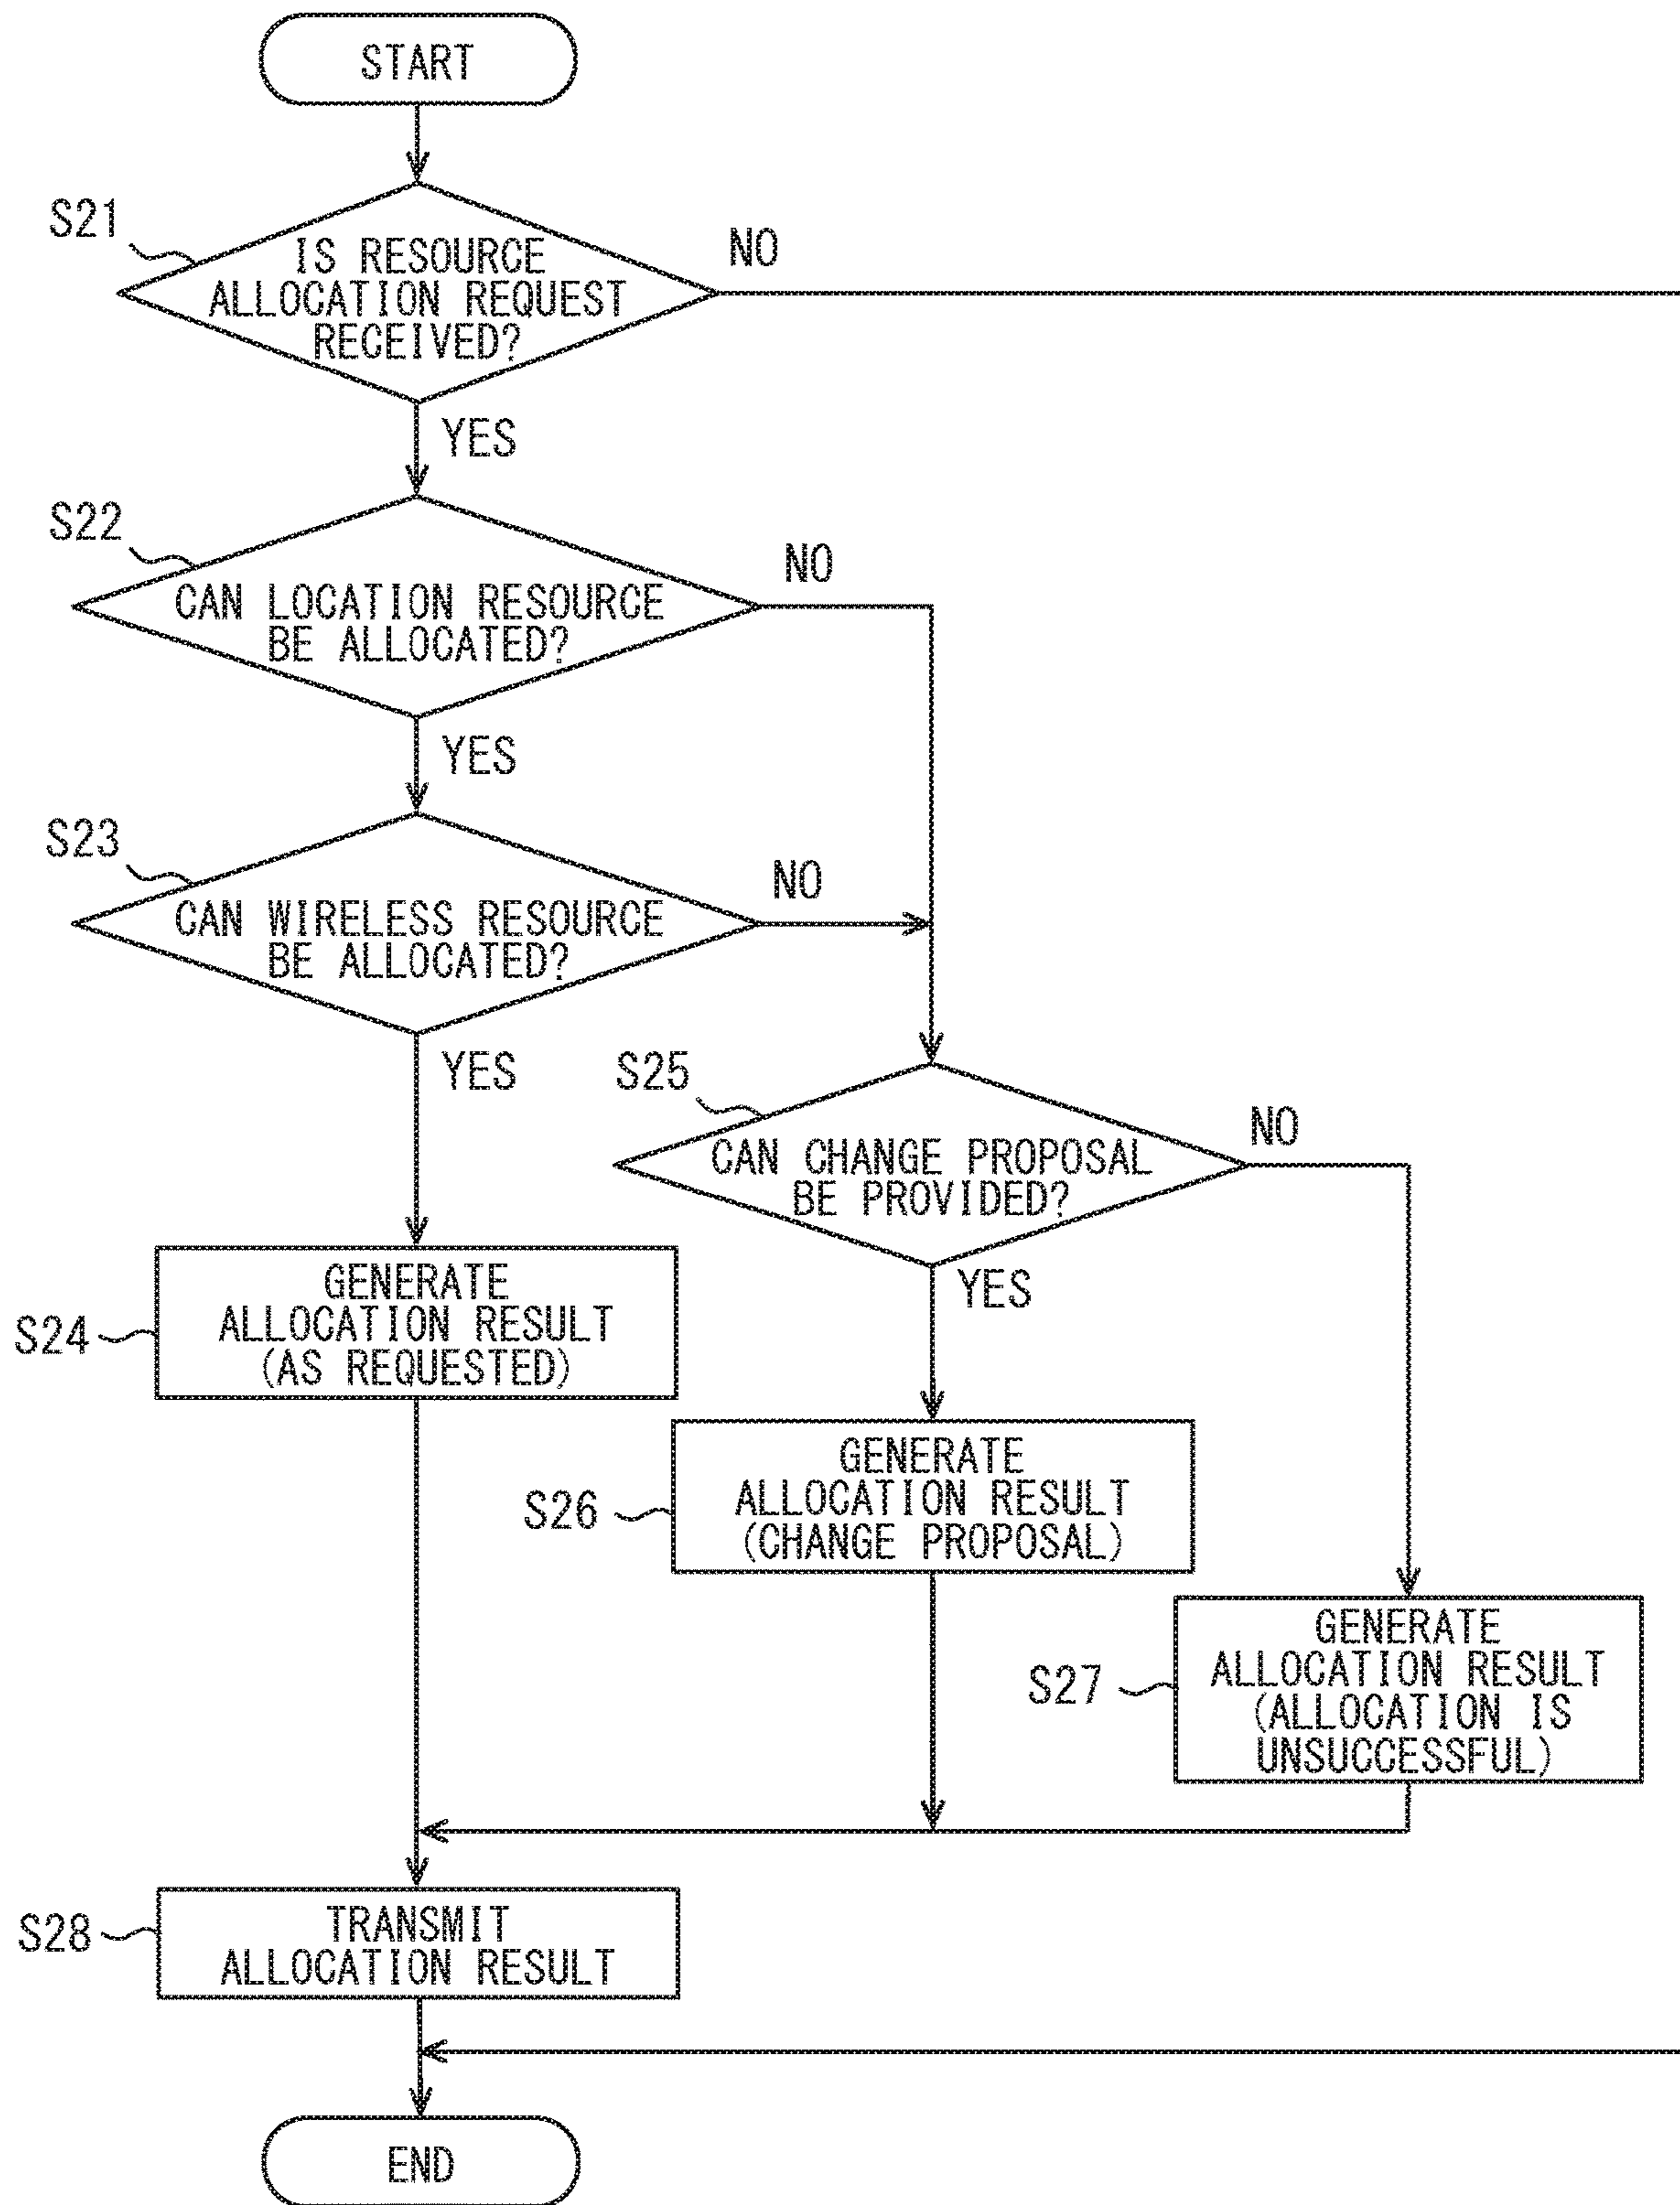 START
S21
IS RESOURCE
ALLOCATION REQUEST
RECEIVED?
NO
YES
S22
CAN LOCATION RESOURCE
BE ALLOCATED?
NO
YES
S23
CAN WIRELESS RESOURCE
BE ALLOCATED?
NO
YES
S25
CAN CHANGE PROPOSAL
BE PROVIDED?
NO
YES
S24
GENERATE
ALLOCATION RESULT
(AS REQUESTED)
S26
GENERATE
ALLOCATION RESULT
(CHANGE PROPOSAL)
S27
GENERATE
ALLOCATION RESULT
(ALLOCATION IS
UNSUCCESSFUL)
S28
TRANSMIT
ALLOCATION RESULT
END